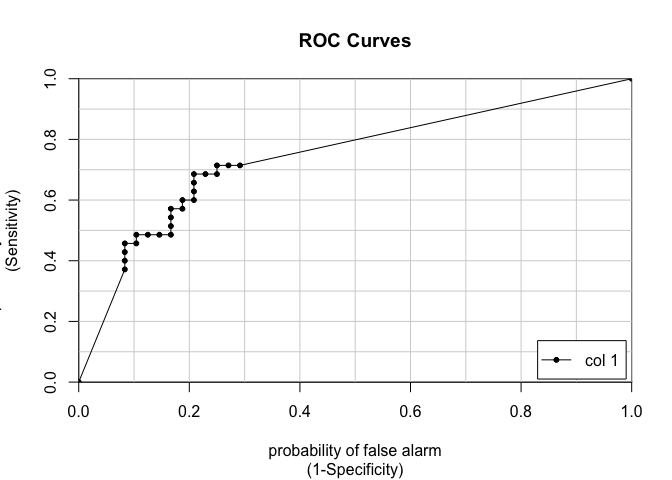 ROC Curves
1.0
0.8
0.6
0.4
0.2
0.0
(Sensitivity)
0.0 0.2 0.4 0.6 0.8 1.0
col 1
probability of false alarm
(1-Specificity)